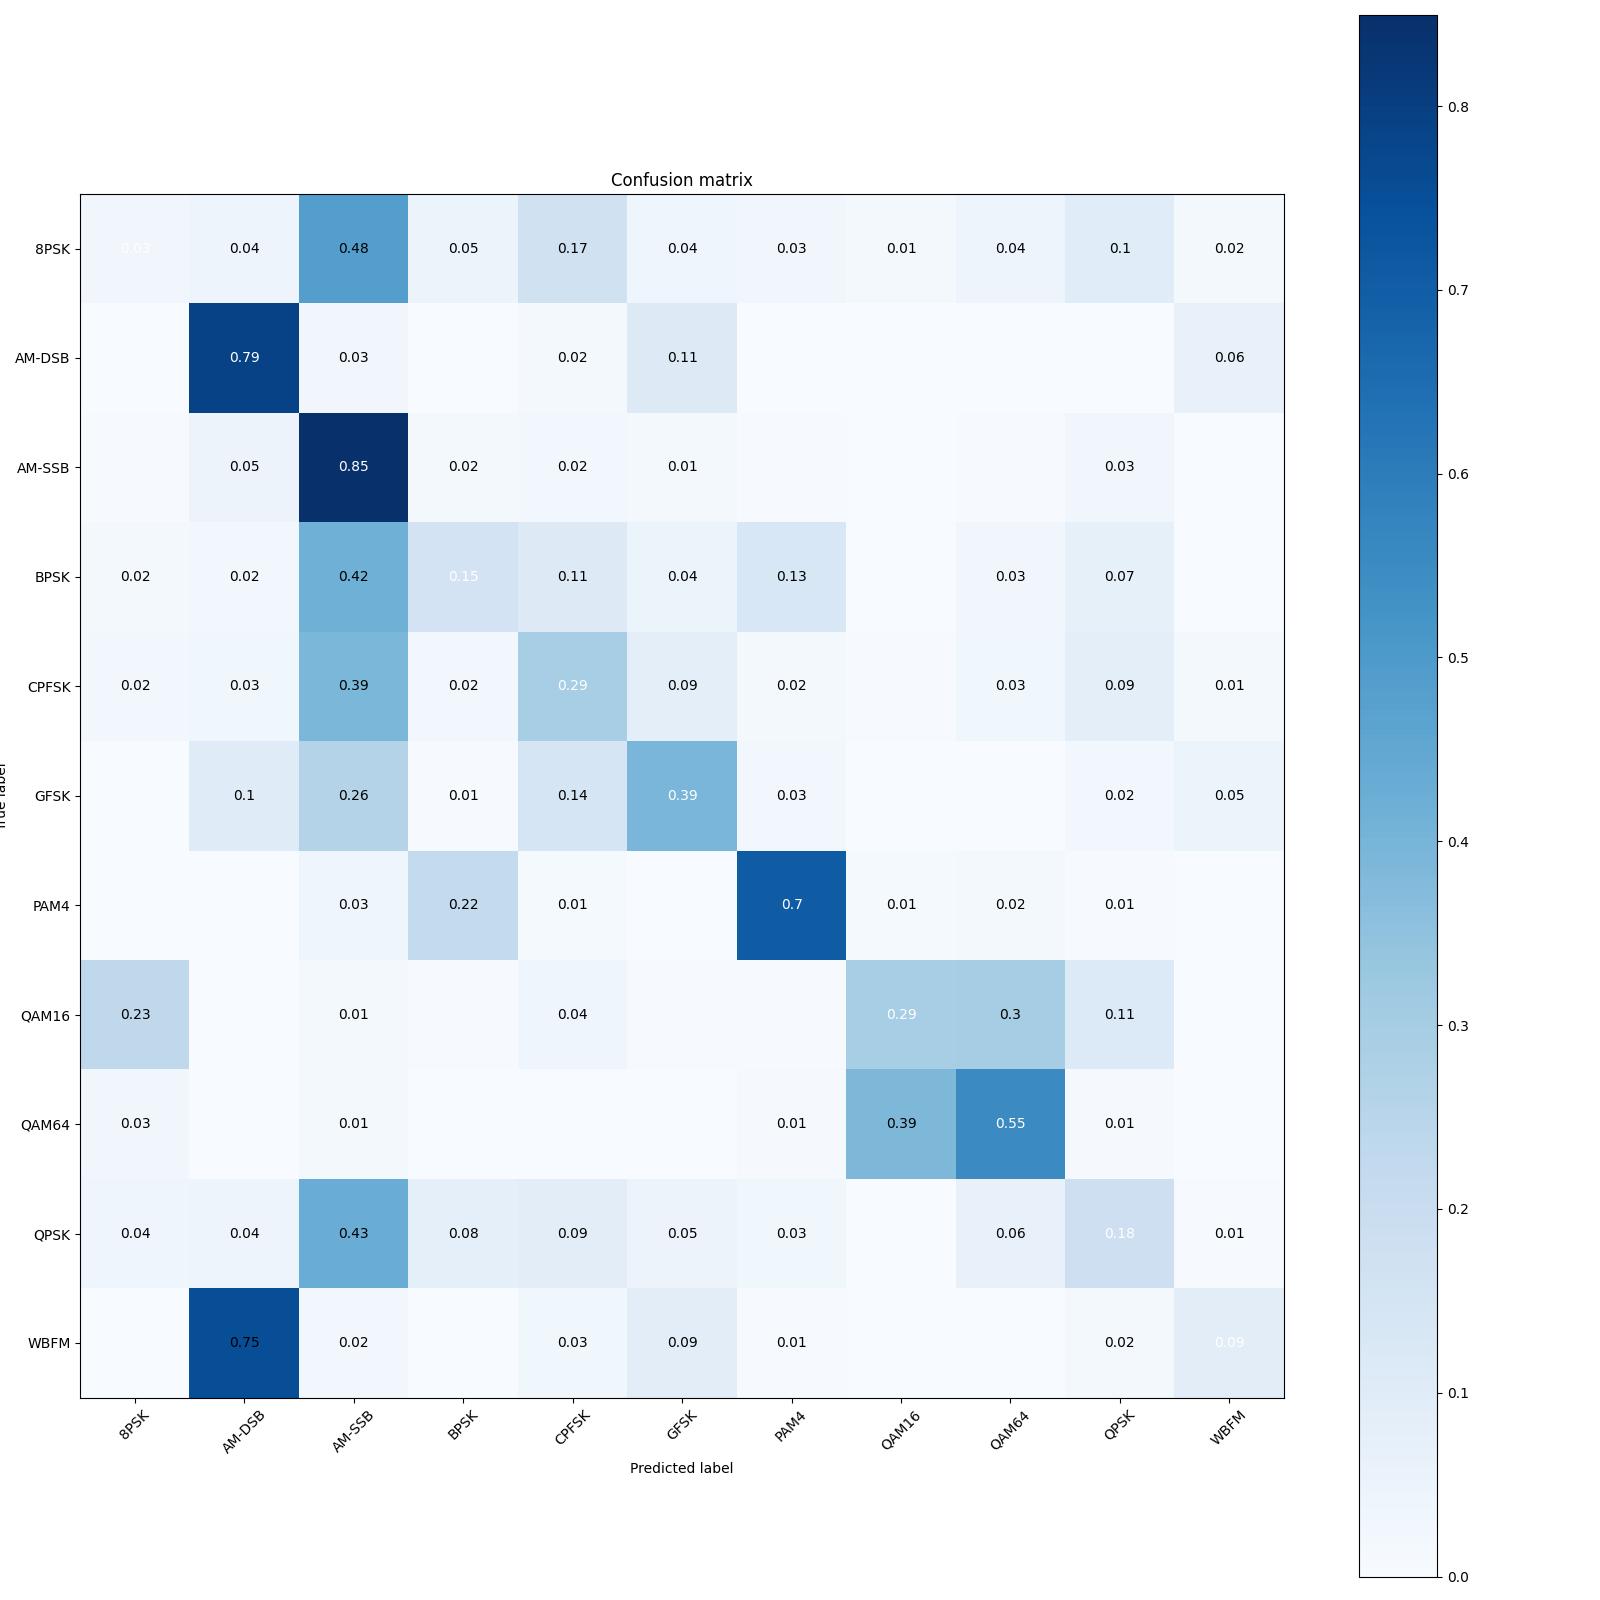 Confusion matrix
8PSK 0.03 0.04 0.48 0.05 0.17 0.04 0.03 0.01 0.04 0.1 0.02
AM-DSB 0.79 0.03 0.02 0.11 0.06
AM-SSB 0.05 0.85 0.02 0.02 0.01 0.03
BPSK 0.02 0.02 0.42 0.15 0.11 0.04 0.13 0.03 0.07
CPFSK 0.02 0.03 0.39 0.02 0.29 0.09 0.02 0.03 0.09 0.01
GFSK 0.1 0.26 0.01 0.14 0.39 0.03 0.02 0.05
PAM4 0.03 0.22 0.01 0.7 0.01 0.02 0.01
QAM16 0.23 0.01 0.04 0.29 0.3 0.11
QAM64 0.03 0.01 0.01 0.39 0.55 0.01
QPSK 0.04 0.04 0.43 0.08 0.09 0.05 0.03 0.06 0.18 0.01
WBFM 0.75 0.02 0.03 0.09 0.01 0.02 0.09
8PSK AM-DSB AM-SSB BPSK CPFSK GFSK PAM4 QAM16 QAM64 QPSK WBFM
Predicted label
0.8
0.7
0.6
0.5
0.4
0.3
0.2
0.1
0.0